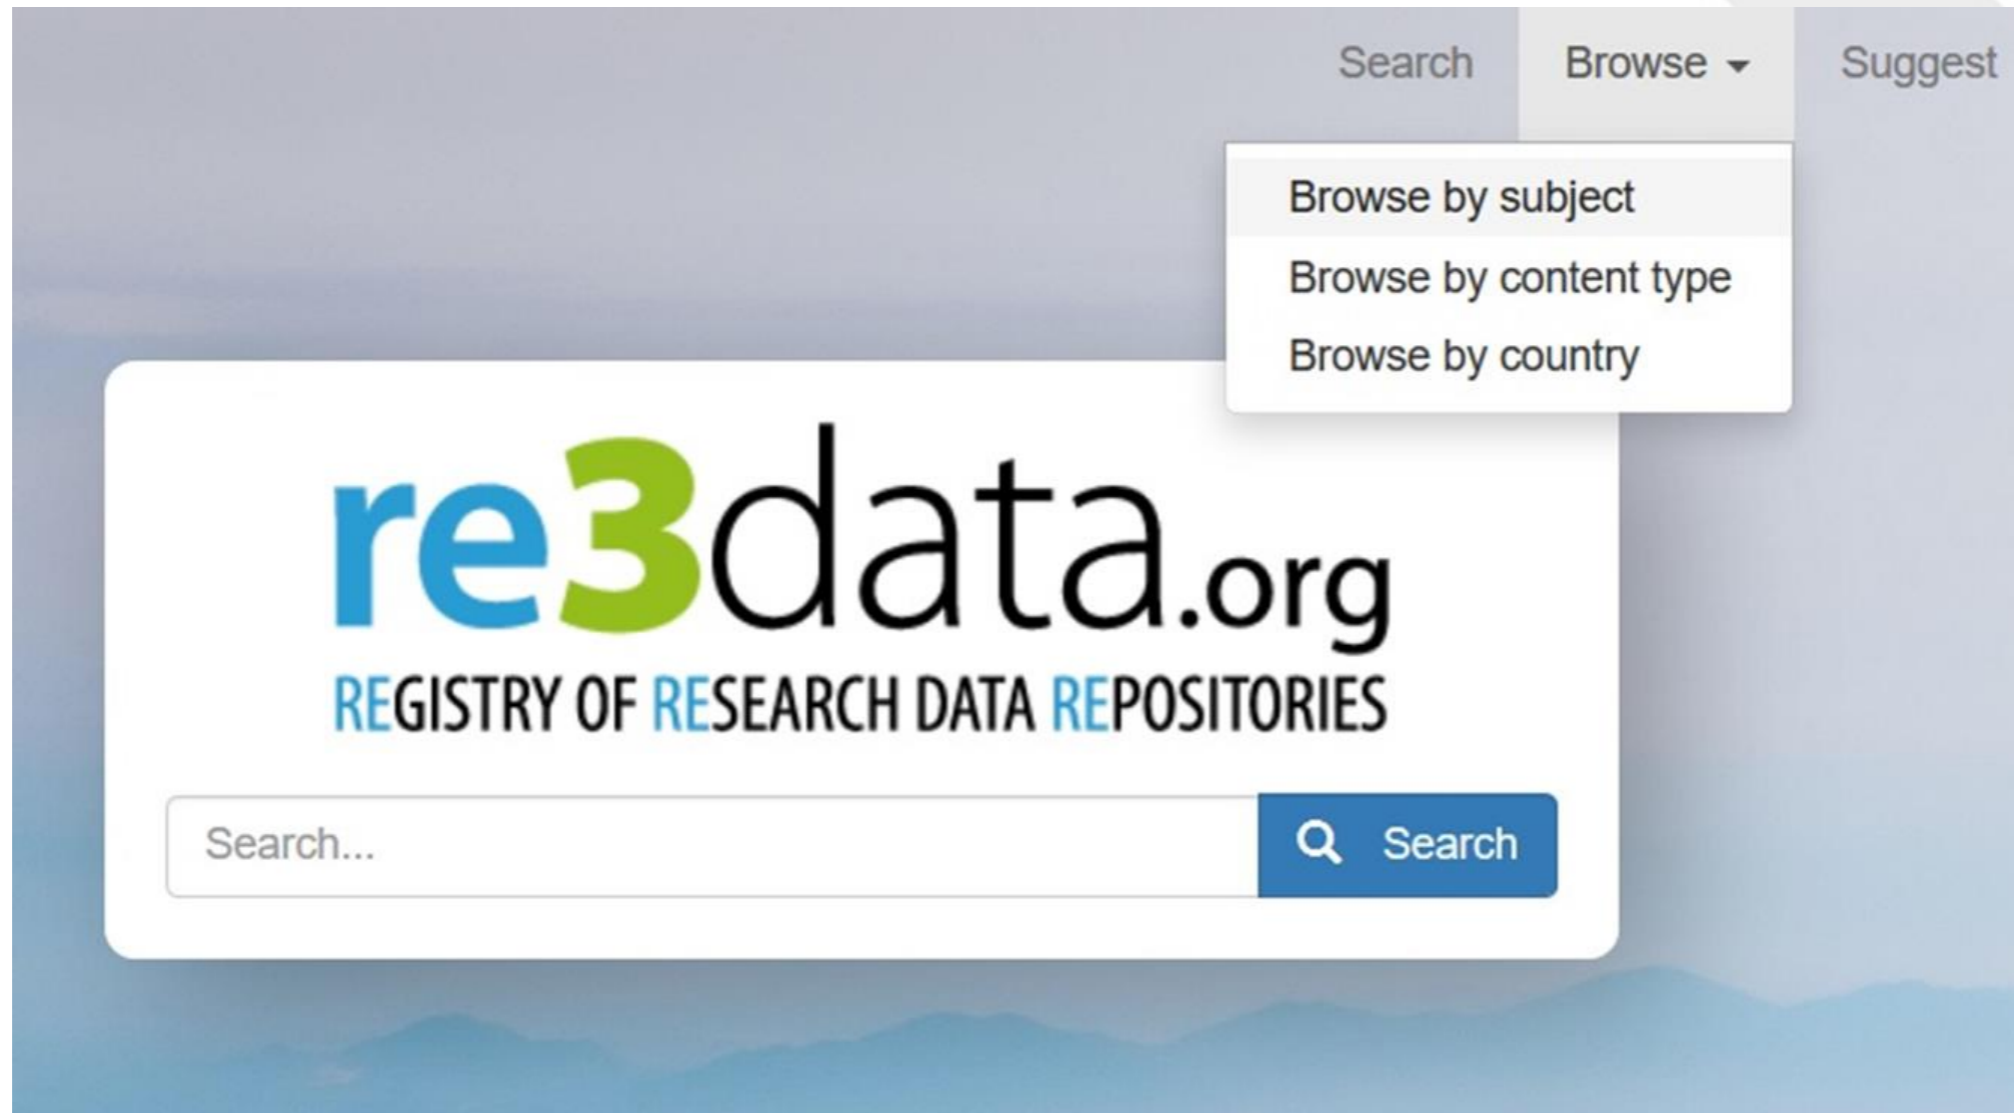 Search Browse Suggest
Browse by subject
Browse by content type
Browse by country
re3data.org
REGISTRY OF RESEARCH DATA REPOSITORIES
Search... Search